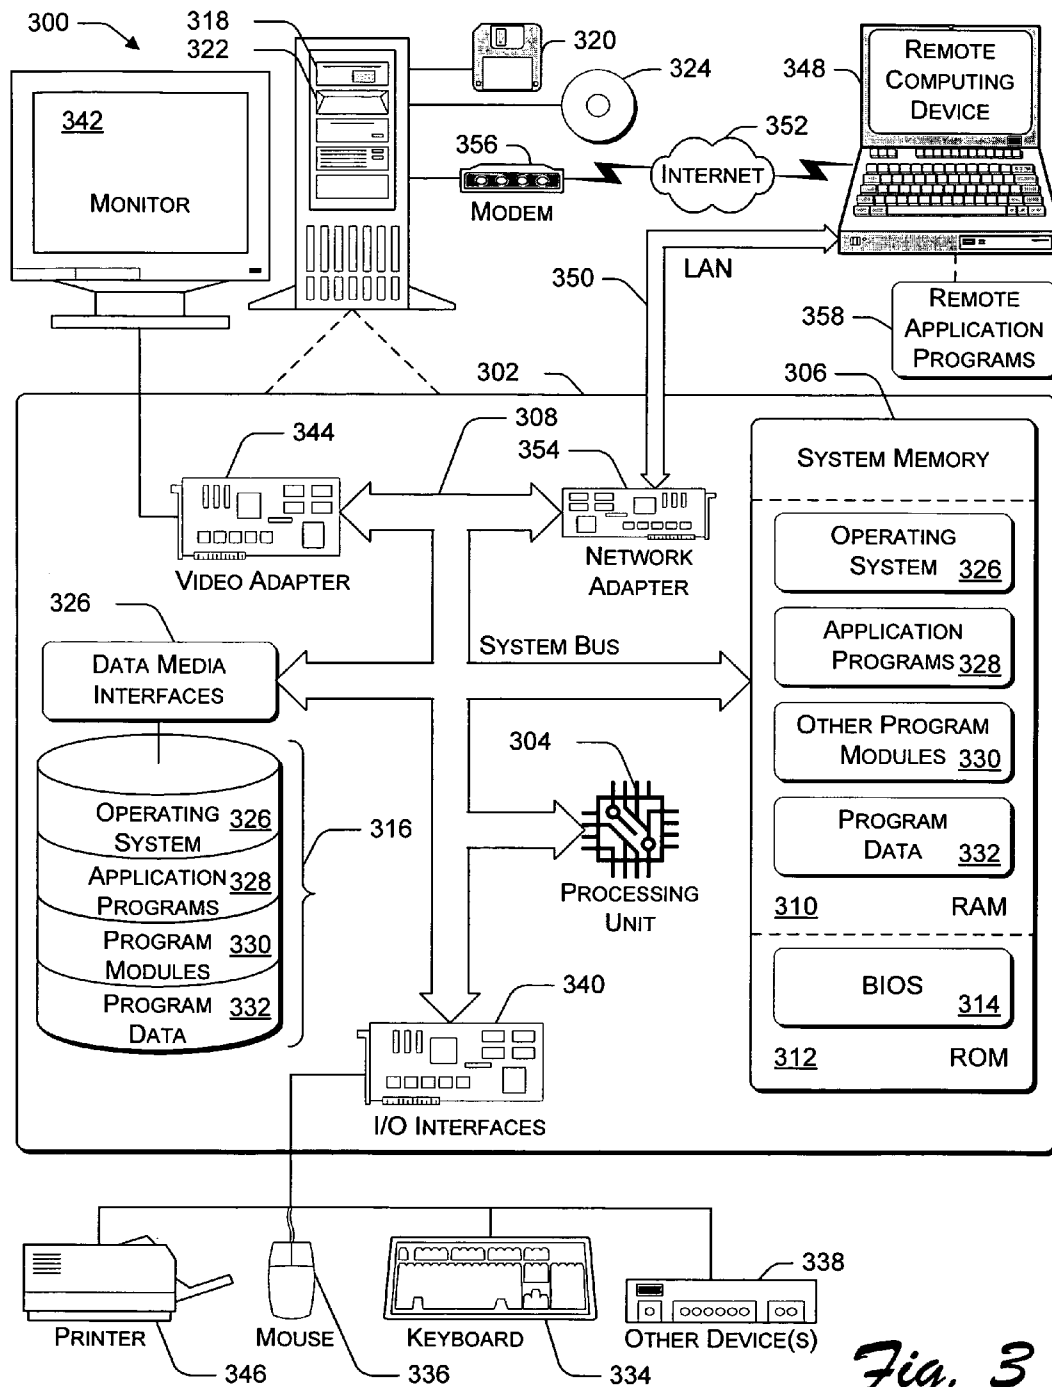 300
318
322
320
324
348
REMOTE
COMPUTING
DEVICE
342
MONITOR
356
MODEM
352
INTERNET
LAN
350
358
REMOTE
APPLICATION
PROGRAMS
302
306
308
344
354
SYSTEM MEMORY
VIDEO ADAPTER
NETWORK
ADAPTER
OPERATING
SYSTEM 326
326
DATA MEDIA
INTERFACES
SYSTEM BUS
APPLICATION
PROGRAMS 328
OTHER PROGRAM
MODULES 330
304
PROCESSING
UNIT
PROGRAM
DATA 332
310 RAM
OPERATING 326
SYSTEM
316
APPLICATION 328
PROGRAMS
PROGRAM 330
MODULES
PROGRAM 332
DATA
BIOS
314
312 ROM
340
I/O INTERFACES
PRINTER
346
MOUSE
336
KEYBOARD
334
338
OTHER DEVICE(S)
Fig. 3